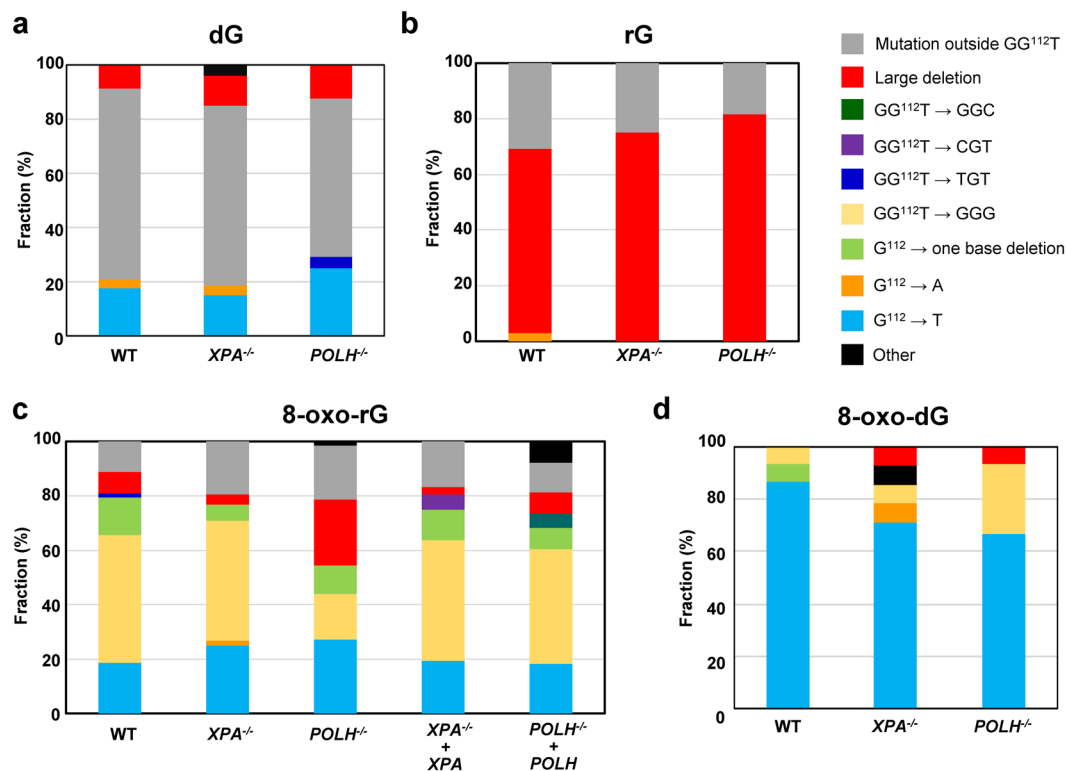 a
dG
Fraction (%)
100
80
60
40
20
0
WT
XPA-/-
POLH-/-
b
rG
Fraction (%)
100
80
60
40
20
0
WT
XPA-/-
POLH-/-
Mutation outside GG¹¹²T
Large deletion
GG¹¹²T → GGC
GG¹¹²T → CGT
GG¹¹²T → TGT
GG¹¹²T → GGG
G¹¹² → one base deletion
G¹¹² → A
G¹¹² → T
Other
c
8-oxo-rG
Fraction (%)
100
80
60
40
20
0
WT
XPA-/-
POLH-/-
XPA-/-
+
XPA
POLH-/-
+
POLH
d
8-oxo-dG
Fraction (%)
100
80
60
40
20
0
WT
XPA-/-
POLH-/-